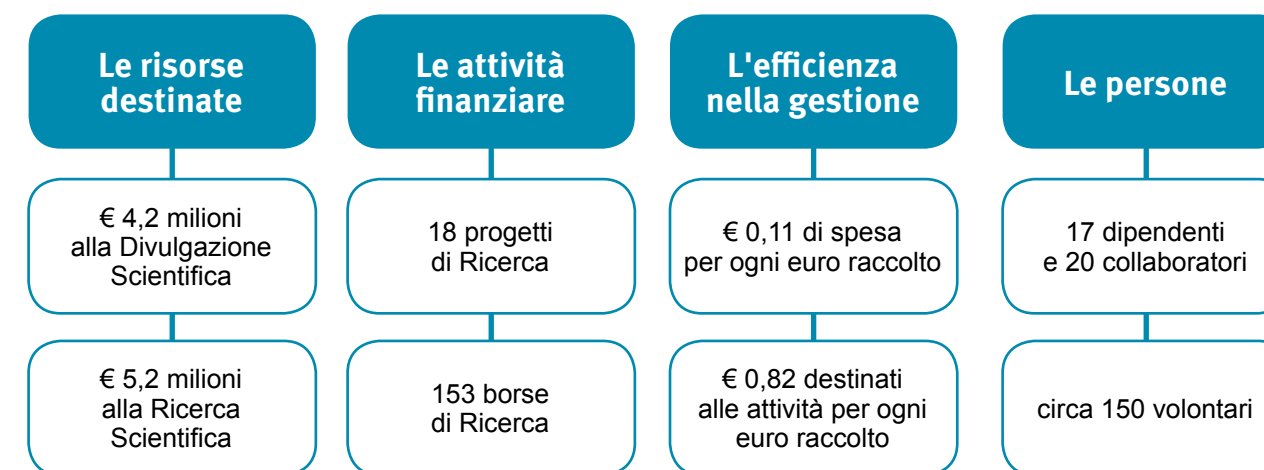 Le risorse
destinate
€ 4,2 milioni
alla Divulgazione
Scientifica
€ 5,2 milioni
alla Ricerca
Scientifica
Le attività
finanziare
18 progetti
di Ricerca
153 borse
di Ricerca
L'efficienza
nella gestione
€ 0,11 di spesa
per ogni euro raccolto
€ 0,82 destinati
alle attività per ogni
euro raccolto
Le persone
17 dipendenti
e 20 collaboratori
circa 150 volontari